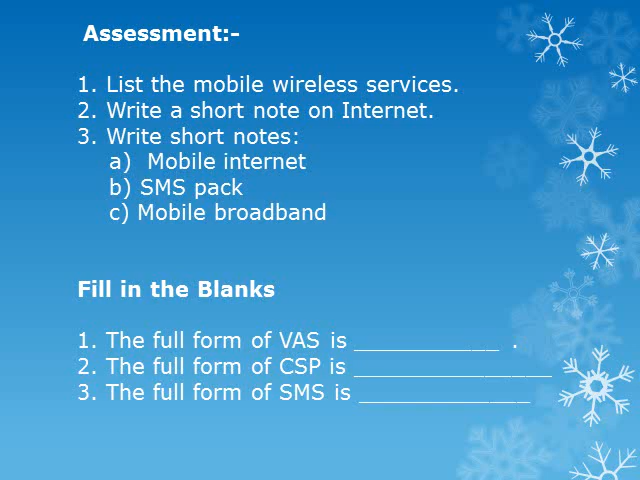 Assessment:-
1. List the mobile wireless services.
2. Write a short note on Internet.
3. Write short notes:
a) Mobile internet
b) SMS pack
c) Mobile broadband
Fill in the Blanks
1. The full form of VAS is ___________ .
2. The full form of CSP is _______________
3. The full form of SMS is _____________